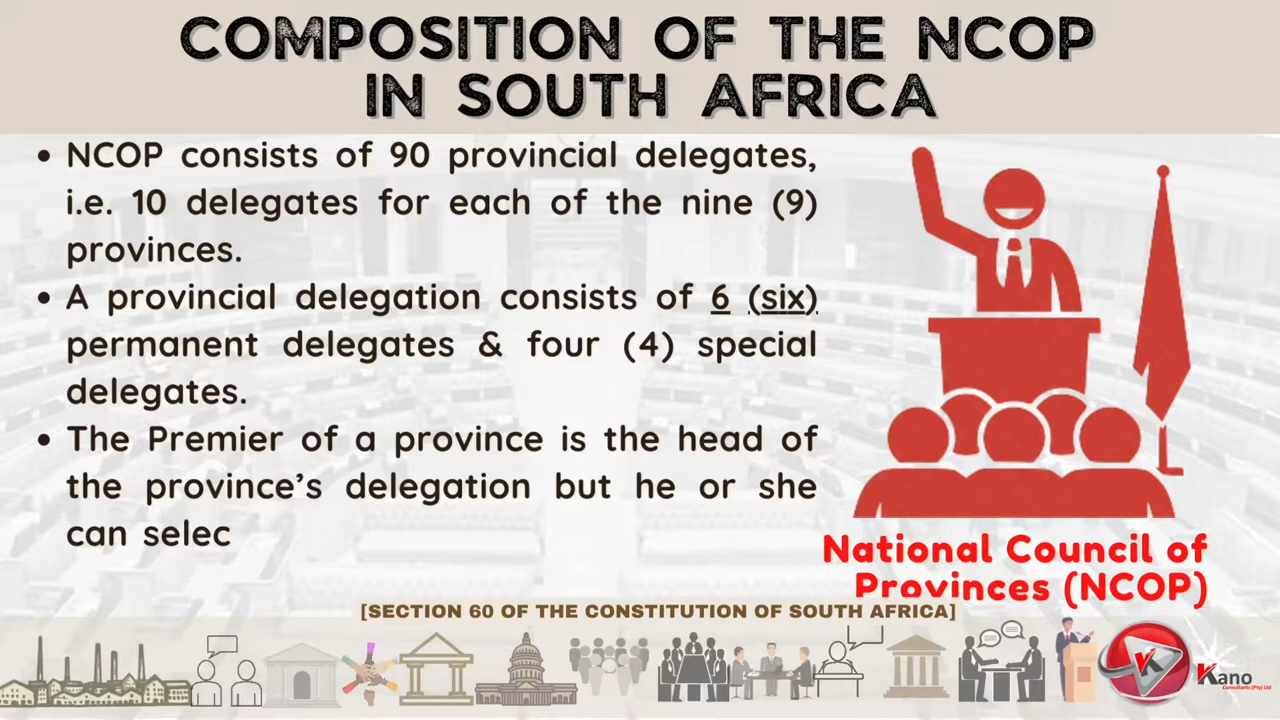 COMPOSITION OF THE NCOP
IN SOUTH AFRICA
• NCOP consists of 90 provincial delegates,
i.e. 10 delegates for each of the nine (9)
provinces.
• A provincial delegation consists of 6 (six)
permanent delegates & four (4) special
delegates.
• The Premier of a province is the head of
the province’s delegation but he or she
can selec
National Council of
Provinces (NCOP)
[SECTION 60 OF THE CONSTITUTION OF SOUTH AFRICA]
K
Kano
Consultants (Pty) Ltd